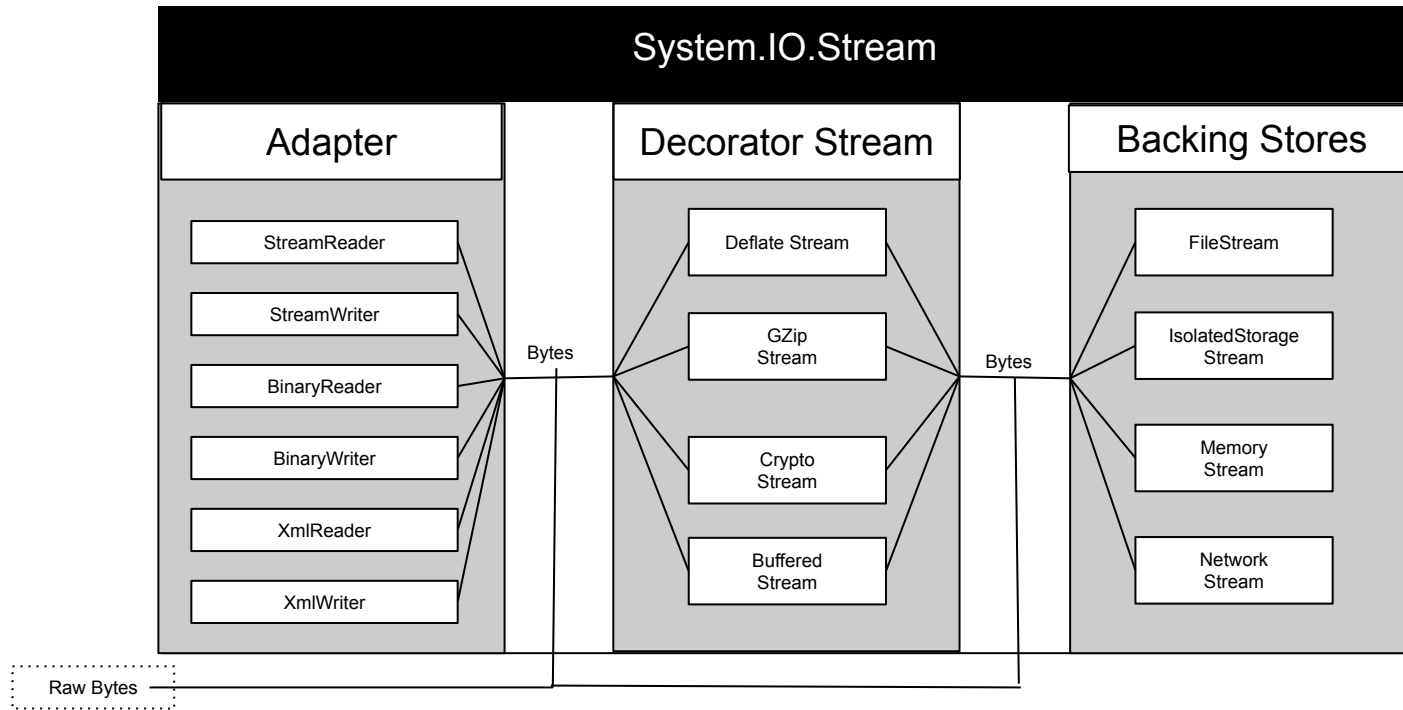 System.IO.Stream
Adapter
StreamReader
StreamWriter
BinaryReader
BinaryWriter
XmlReader
XmlWriter
Bytes
Decorator Stream
Deflate Stream
GZip
Stream
Crypto
Stream
Buffered
Stream
Bytes
Backing Stores
FileStream
IsolatedStorage
Stream
Memory
Stream
Network
Stream
Raw Bytes